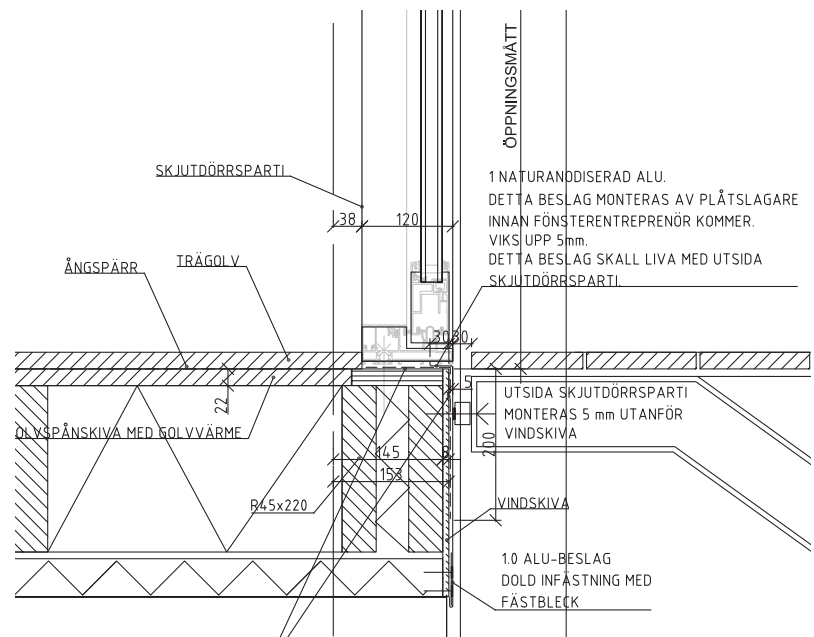 ÖPPNINGSMÅTT
SKJUTDÖRRSPARTI
1 NATURANODISERAD ALU.
DETTA BESLAG MONTERAS AV PLÅTSLAGARE
INNAN FÖNSTERENTREPRENÖR KOMMER.
VIKS UPP 5mm.
DETTA BESLAG SKALL LIVA MED UTSIDA
SKJUTDÖRRSPARTI.
38
120
ÅNGSPÄRR
TRÄGOLV
30
30
5
22
UTSIDA SKJUTDÖRRSPARTI
MONTERAS 5 mm UTANFÖR
VINDSKIVA
OLVSPÅNSKIVA MED GOLVVÄRME
200
145
8
153
R45x220
VINDSKIVA
1.0 ALU-BESLAG
DOLD INFÄSTNING MED
FÄSTBLECK